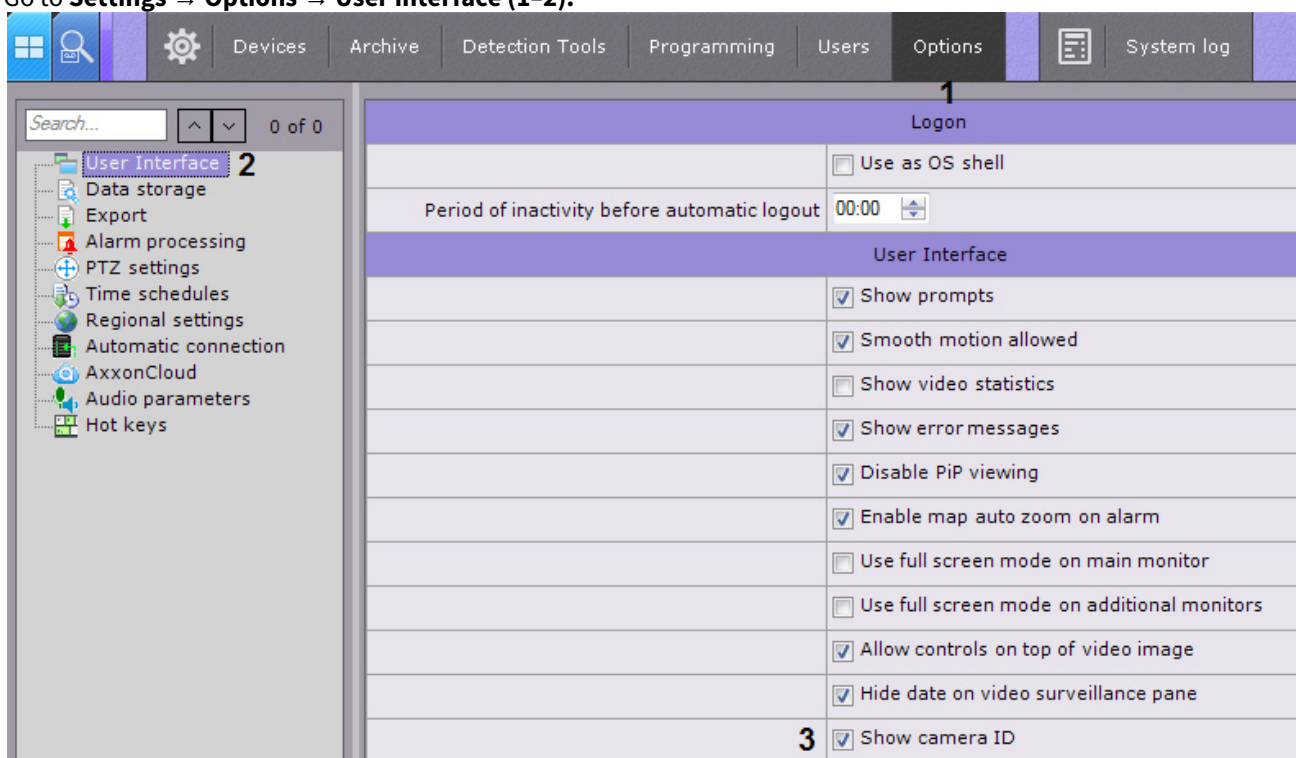 Go to Settings → Options → User Interface (1–2).
Devices Archive Detection Tools Programming Users Options System log
1
Search... 0 of 0
User Interface 2
Data storage
Export
Alarm processing
PTZ settings
Time schedules
Regional settings
Automatic connection
AxxonCloud
Audio parameters
Hot keys
Logon
Use as OS shell
Period of inactivity before automatic logout 00:00
User Interface
Show prompts
Smooth motion allowed
Show video statistics
Show error messages
Disable PiP viewing
Enable map auto zoom on alarm
Use full screen mode on main monitor
Use full screen mode on additional monitors
Allow controls on top of video image
Hide date on video surveillance pane
3 Show camera ID